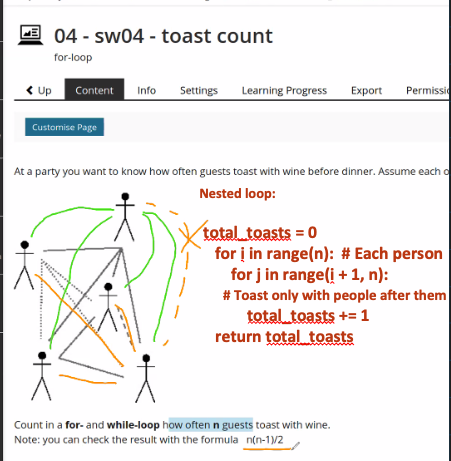 04 - sw04 - toast count
for-loop
Up
Content
Info
Settings
Learning Progress
Export
Customise Page
At a party you want to know how often guests toast with wine before dinner. Assume each
Nested loop:
total_toasts = 0
for i in range(n): # Each person
for j in range(i + 1, n):
# Toast only with people after them
total_toasts += 1
return total_toasts
Count in a for- and while-loop how often n guests toast with wine.
Note: you can check the result with the formula n(n-1)/2